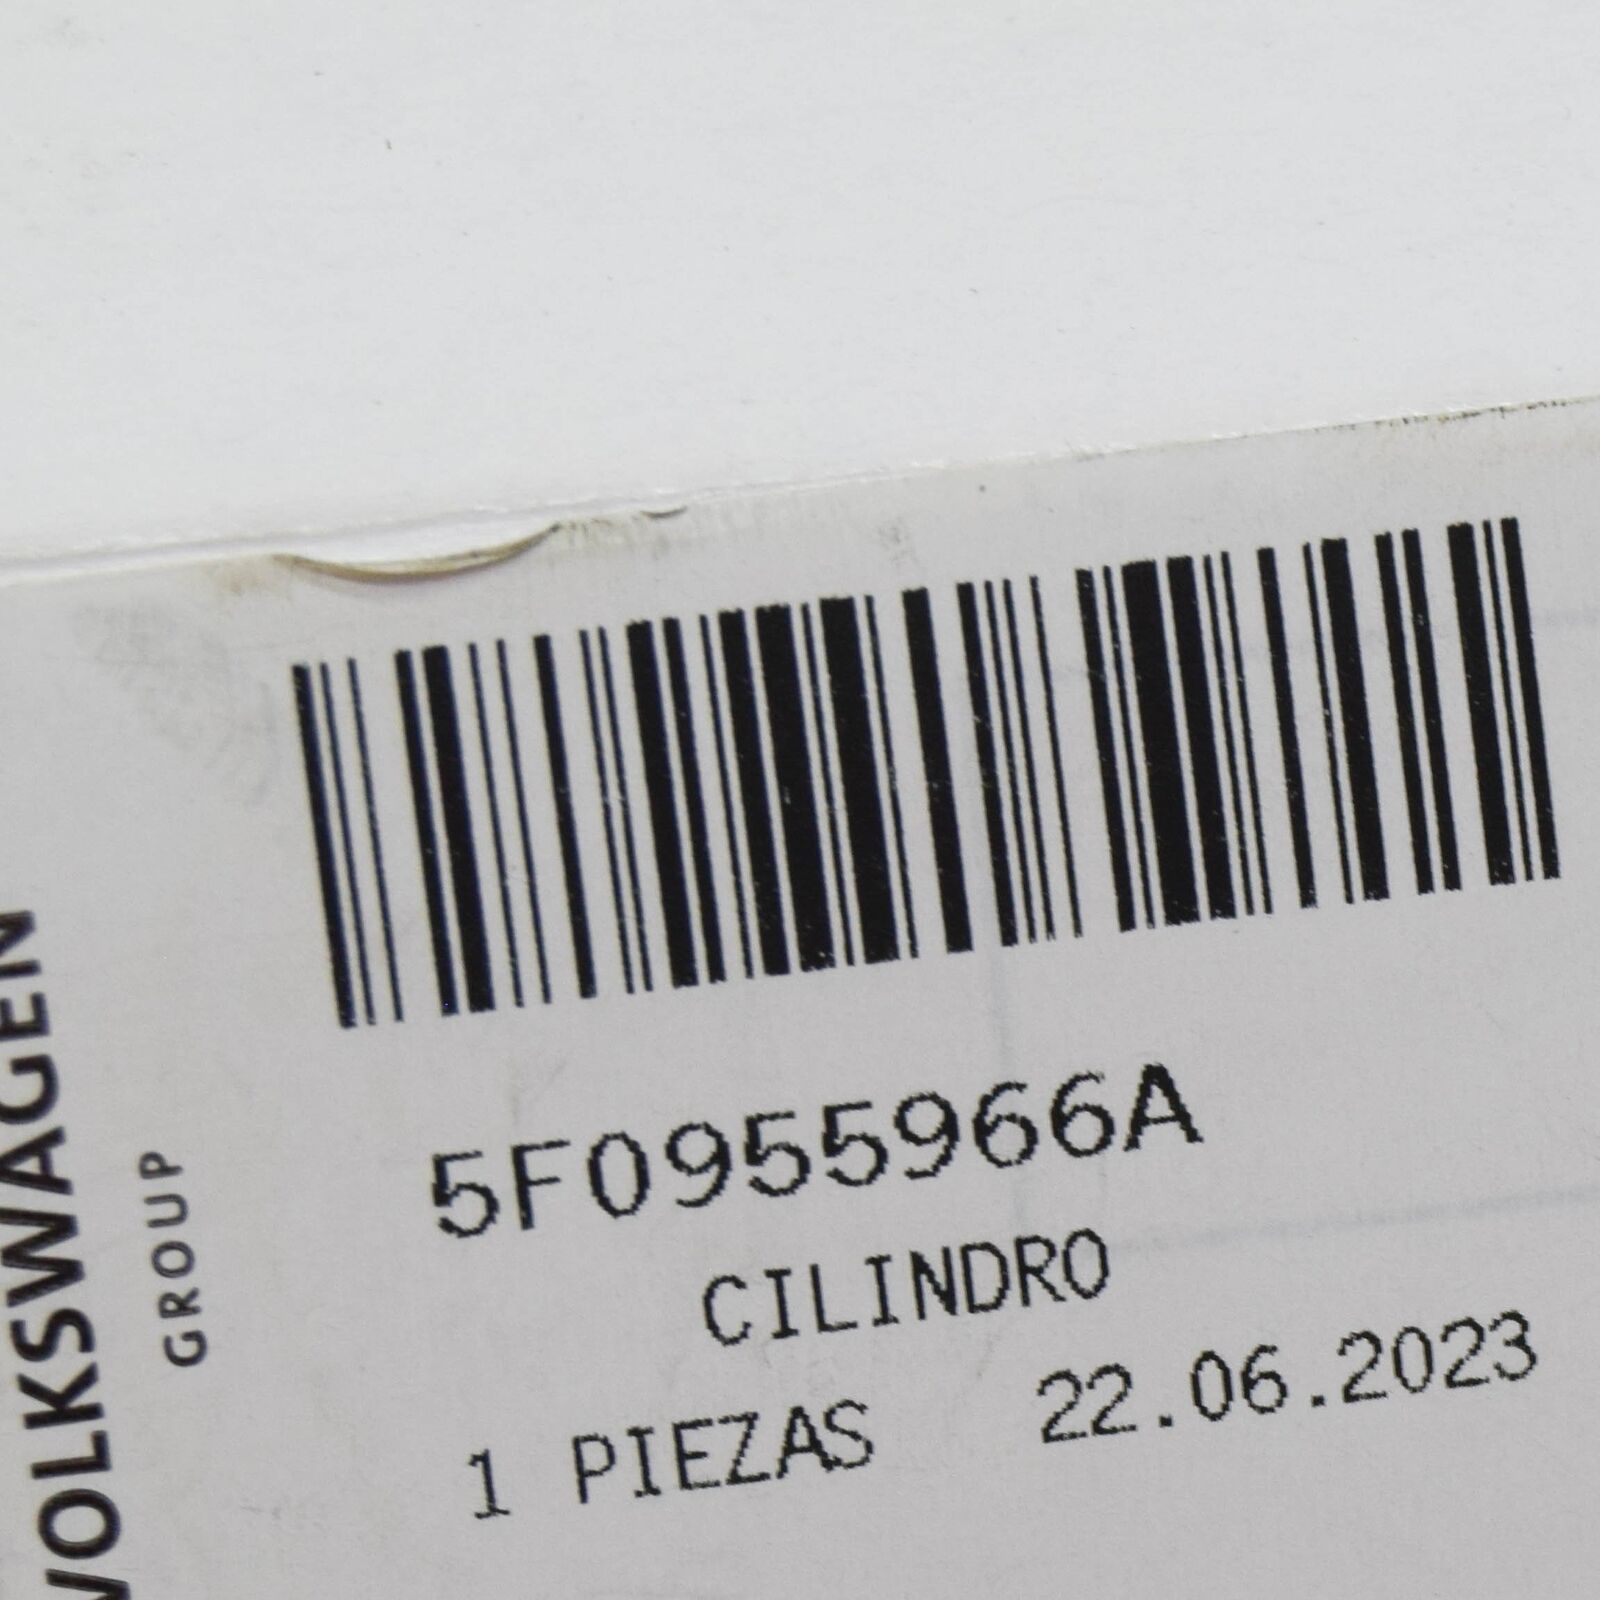 VOLKSWAGEN
GROUP
5F0955966A
CILINDRO
1 PIEZAS 22.06.2023